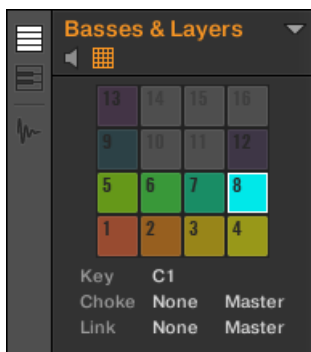 Basses & Layers
13 14 15 16
9 10 11 12
5 6 7 8
1 2 3 4
Key C1
Choke None Master
Link None Master